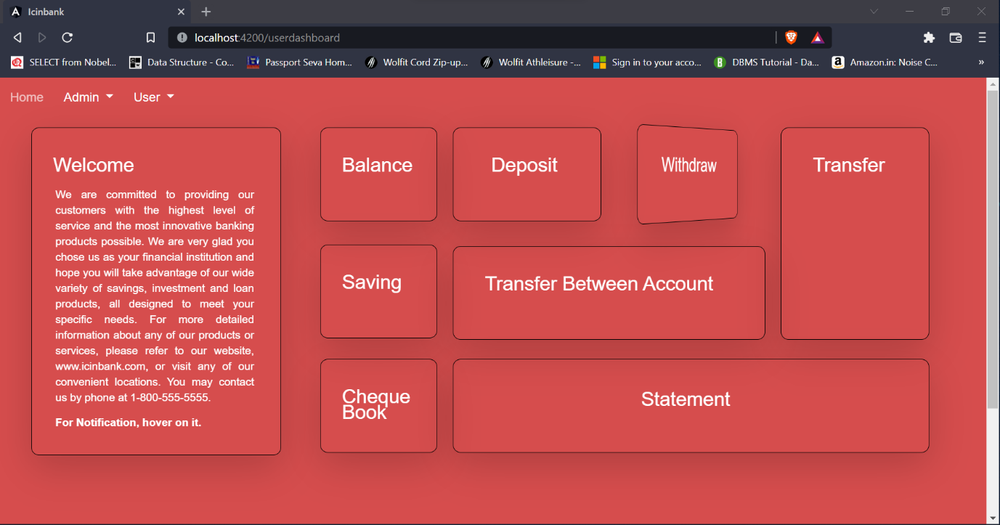 Icinbank
localhost:4200/userdashboard
SELECT from Nobel...
Data Structure - Co...
Passport Seva Hom...
Wolfit Cord Zip-up...
Wolfit Athleisure -...
Sign in to your acco...
DBMS Tutorial - Da...
Amazon.in: Noise C...
»
Home
Admin
User
Welcome
We are committed to providing our
customers with the highest level of
service and the most innovative banking
products possible. We are very glad you
chose us as your financial institution and
hope you will take advantage of our wide
variety of savings, investment and loan
products, all designed to meet your
specific needs. For more detailed
information about any of our products or
services, please refer to our website,
www.icinbank.com, or visit any of our
convenient locations. You may contact
us by phone at 1-800-555-5555.
For Notification, hover on it.
Balance
Deposit
Withdraw
Transfer
Saving
Transfer Between Account
Cheque
Book
Statement